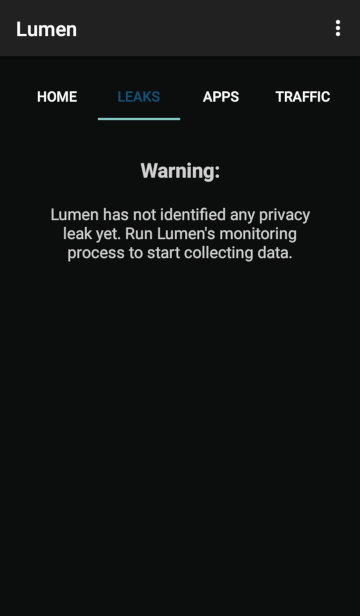 Lumen
HOME LEAKS APPS TRAFFIC
Warning:
Lumen has not identified any privacy
leak yet. Run Lumen's monitoring
process to start collecting data.